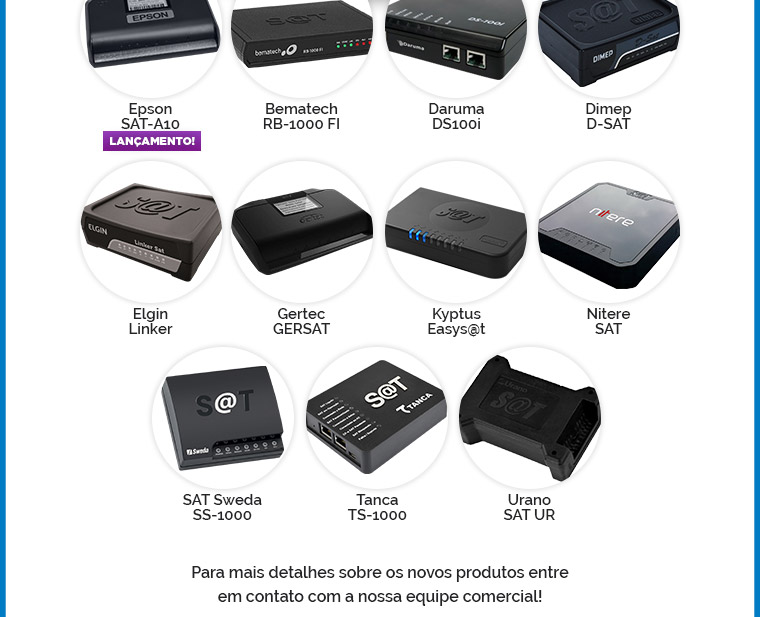 S@T
S@T
EPSON
bematech
RB-1000 FI
DS-100i
Daruma
DIMEP
Epson
SAT-A10
LANÇAMENTO!
Bematech
RB-1000 FI
Daruma
DS100i
Dimep
D-SAT
S@T
ELGIN
Linker Sat
S@T
nitere
Elgin
Linker
Gertec
GERSAT
Kyptus
Easys@t
Nitere
SAT
S@T
Sweda
S@T
TANCA
S@T
SAT Sweda
SS-1000
Tanca
TS-1000
Urano
SAT UR
Para mais detalhes sobre os novos produtos entre
em contato com a nossa equipe comercial!